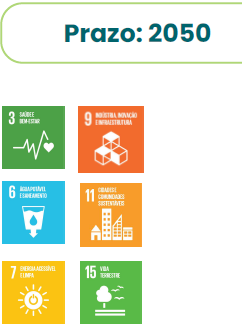 Prazo: 2050
3 SAÚDE E
BEM-ESTAR
9 INDÚSTRIA, INOVAÇÃO
E INFRAESTRUTURA
6 ÁGUA POTÁVEL
E SANEAMENTO
11 CIDADES E
COMUNIDADES
SUSTENTÁVEIS
7 ENERGIA ACESSÍVEL
E LIMPA
15 VIDA
TERRESTRE